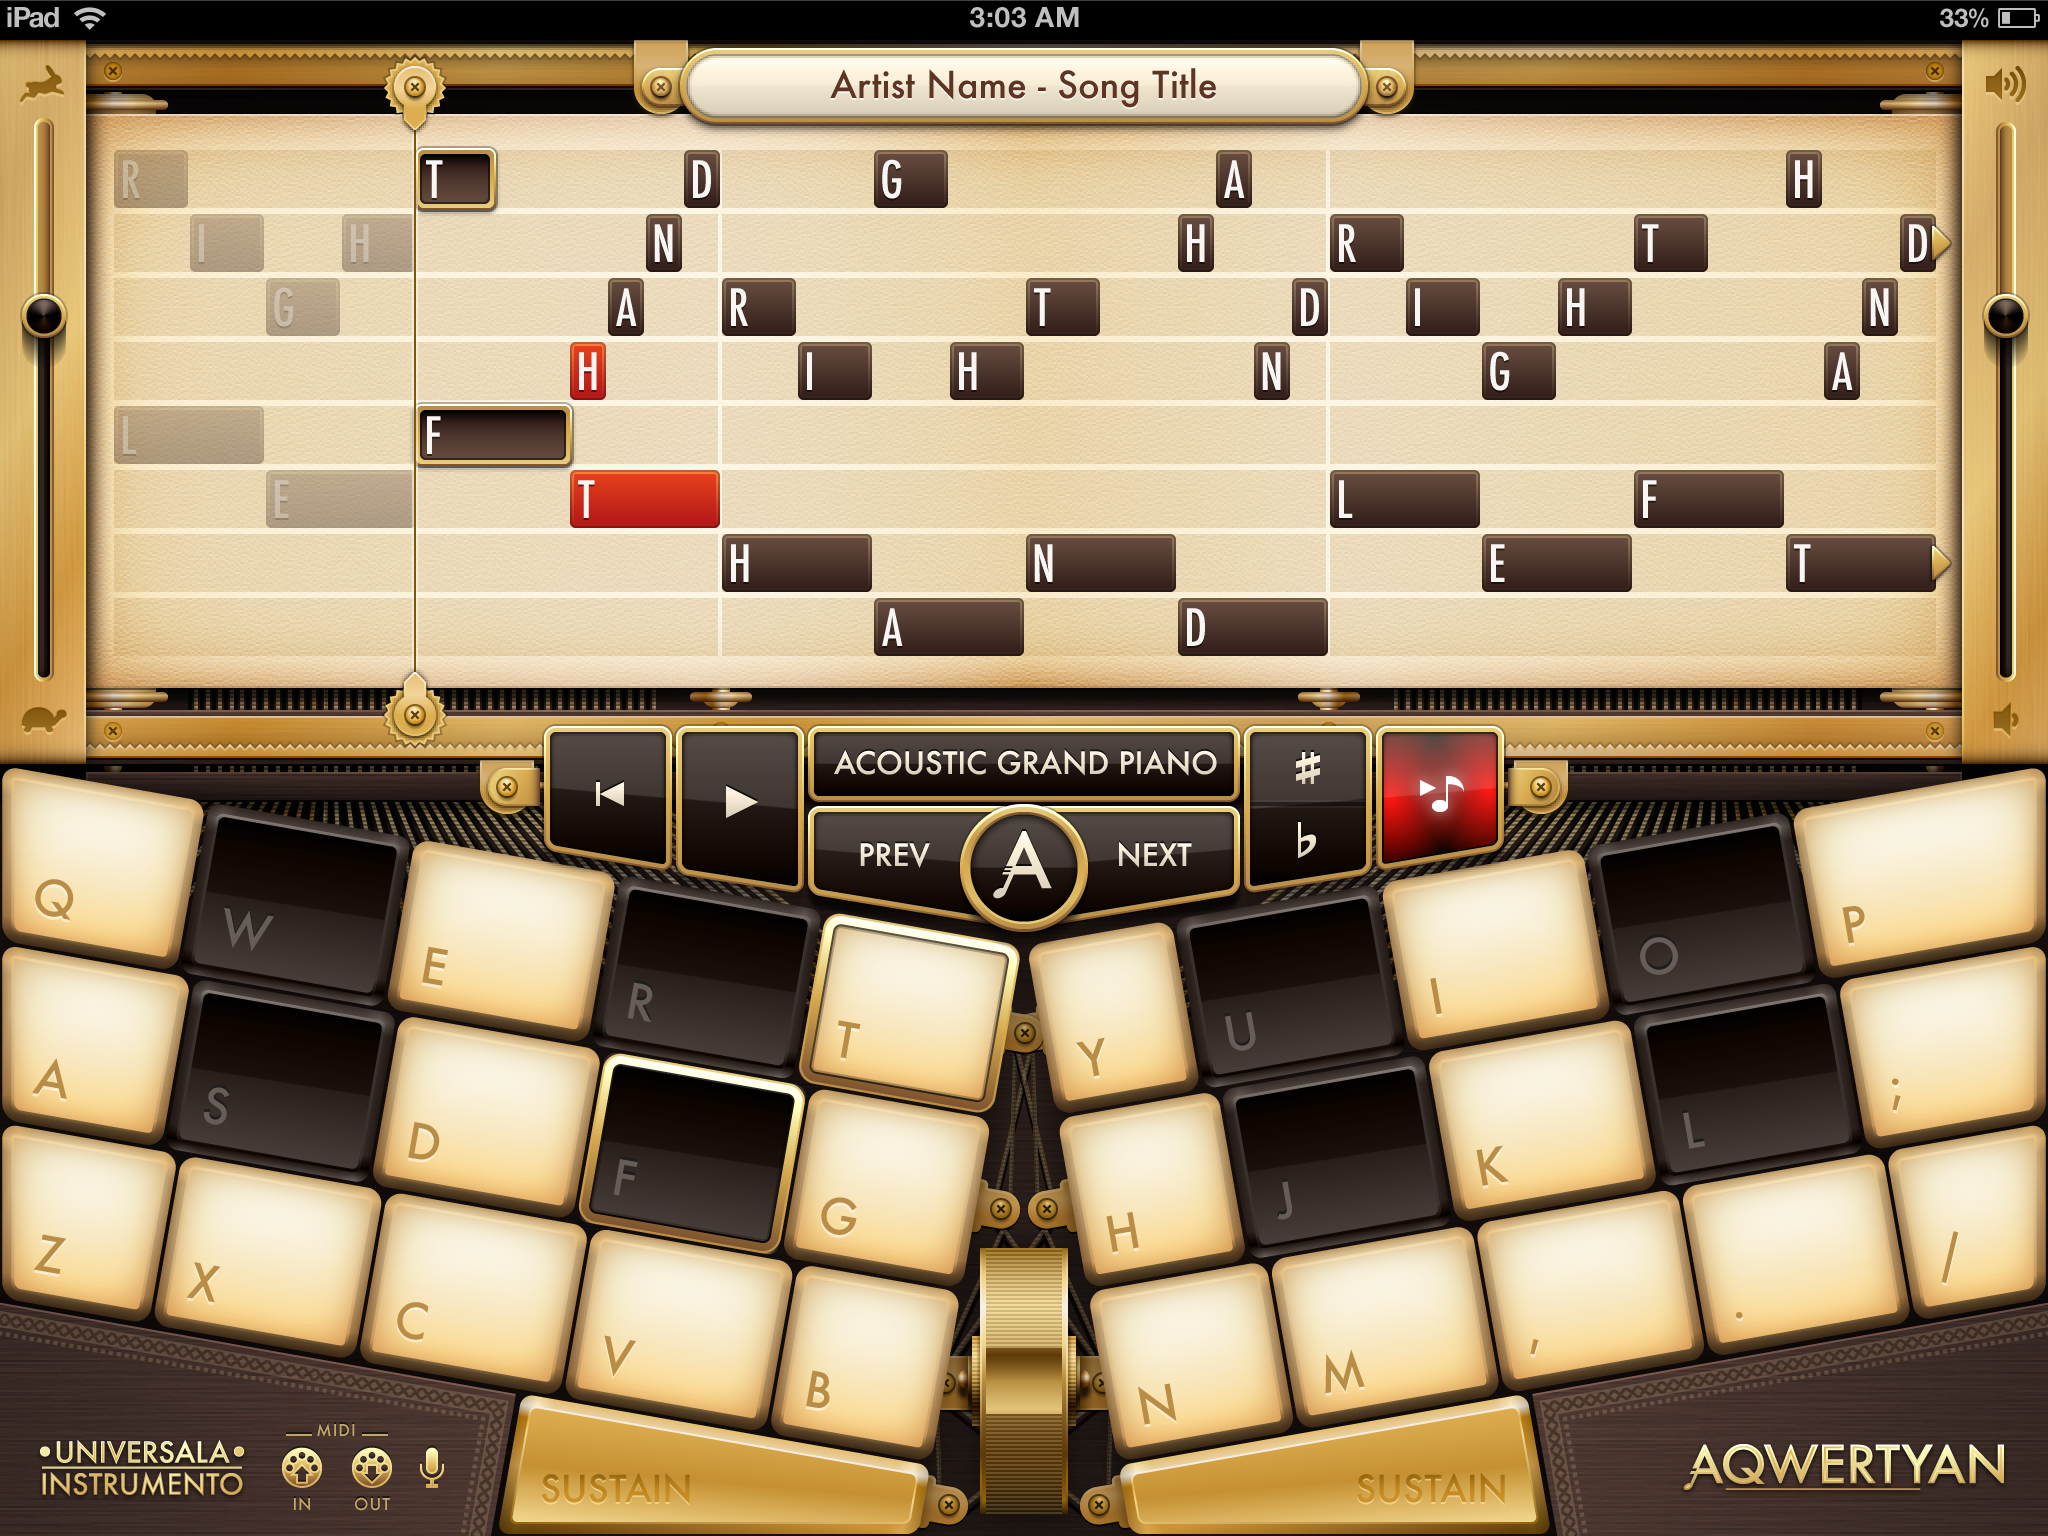 iPad 3:03 AM 33%
Artist Name - Song Title
R T D G A H
I H N H R T D
G A R T D I H N
H I H N G A
L F
E T L F
H N E T
A D
ACOUSTIC GRAND PIANO
♯
PREV A NEXT
♭
Q W E R T Y U I O P
A S D F G H J K L ;
Z X C V B N M , . /
SUSTAIN SUSTAIN
UNIVERSALA
INSTRUMENTO
MIDI
IN OUT
AQWERTYAN